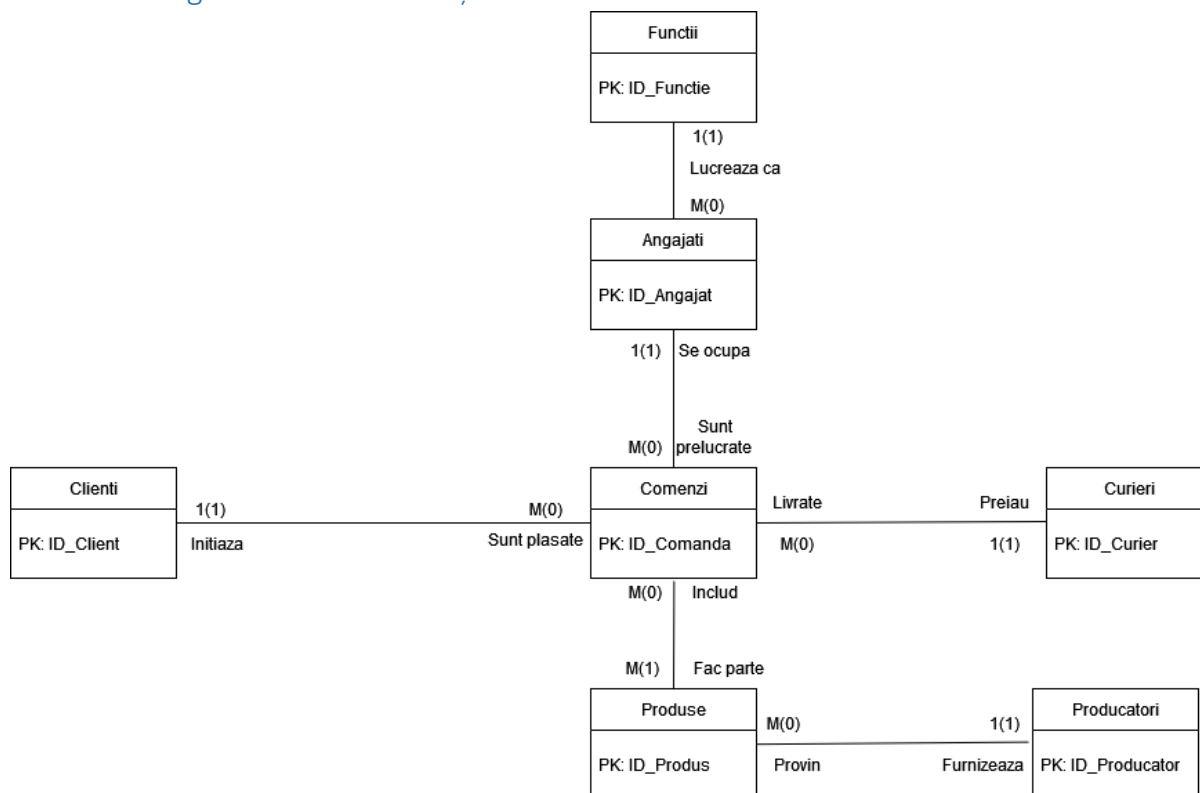 Functii
PK: ID_Functie
1(1)
Lucreaza ca
M(0)
Angajati
PK: ID_Angajat
1(1) Se ocupa
Sunt
M(0) prelucrate
Clienti
PK: ID_Client
1(1)
Initiaza
M(0)
Sunt plasate
Comenzi
PK: ID_Comanda
Livrate
M(0)
Preiau
1(1)
Curieri
PK: ID_Curier
M(0) Includ
M(1) Fac parte
Produse
PK: ID_Produs
M(0)
Provin
1(1)
Furnizeaza
Producatori
PK: ID_Producator